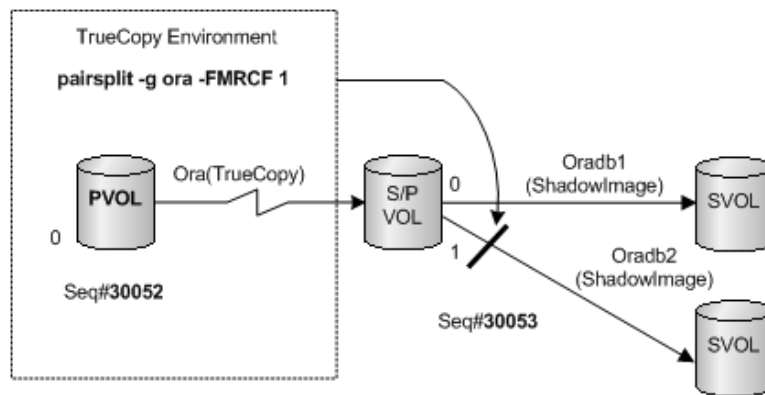 TrueCopy Environment
pairsplit -g ora -FMRCF 1
Ora(TrueCopy)
PVOL
0
Seq#30052
S/P
VOL
0
1
Seq#30053
Oradb1
(ShadowImage)
SVOL
Oradb2
(ShadowImage)
SVOL